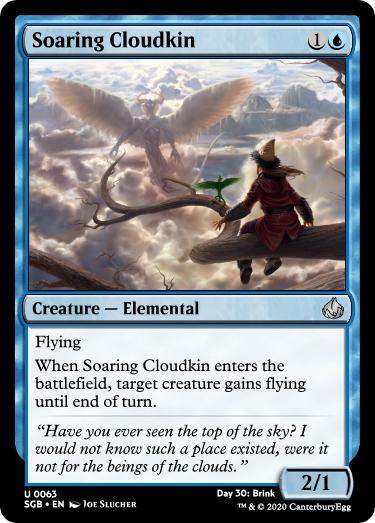 Soaring Cloudkin 1
Creature — Elemental
Flying
When Soaring Cloudkin enters the
battlefield, target creature gains flying
until end of turn.
“Have you ever seen the top of the sky? I
would not know such a place existed, were it
not for the beings of the clouds.”
2/1
U 0063 Day 30: Brink
SGB • EN Joe Slucher ™ & © 2020 CanterburyEgg